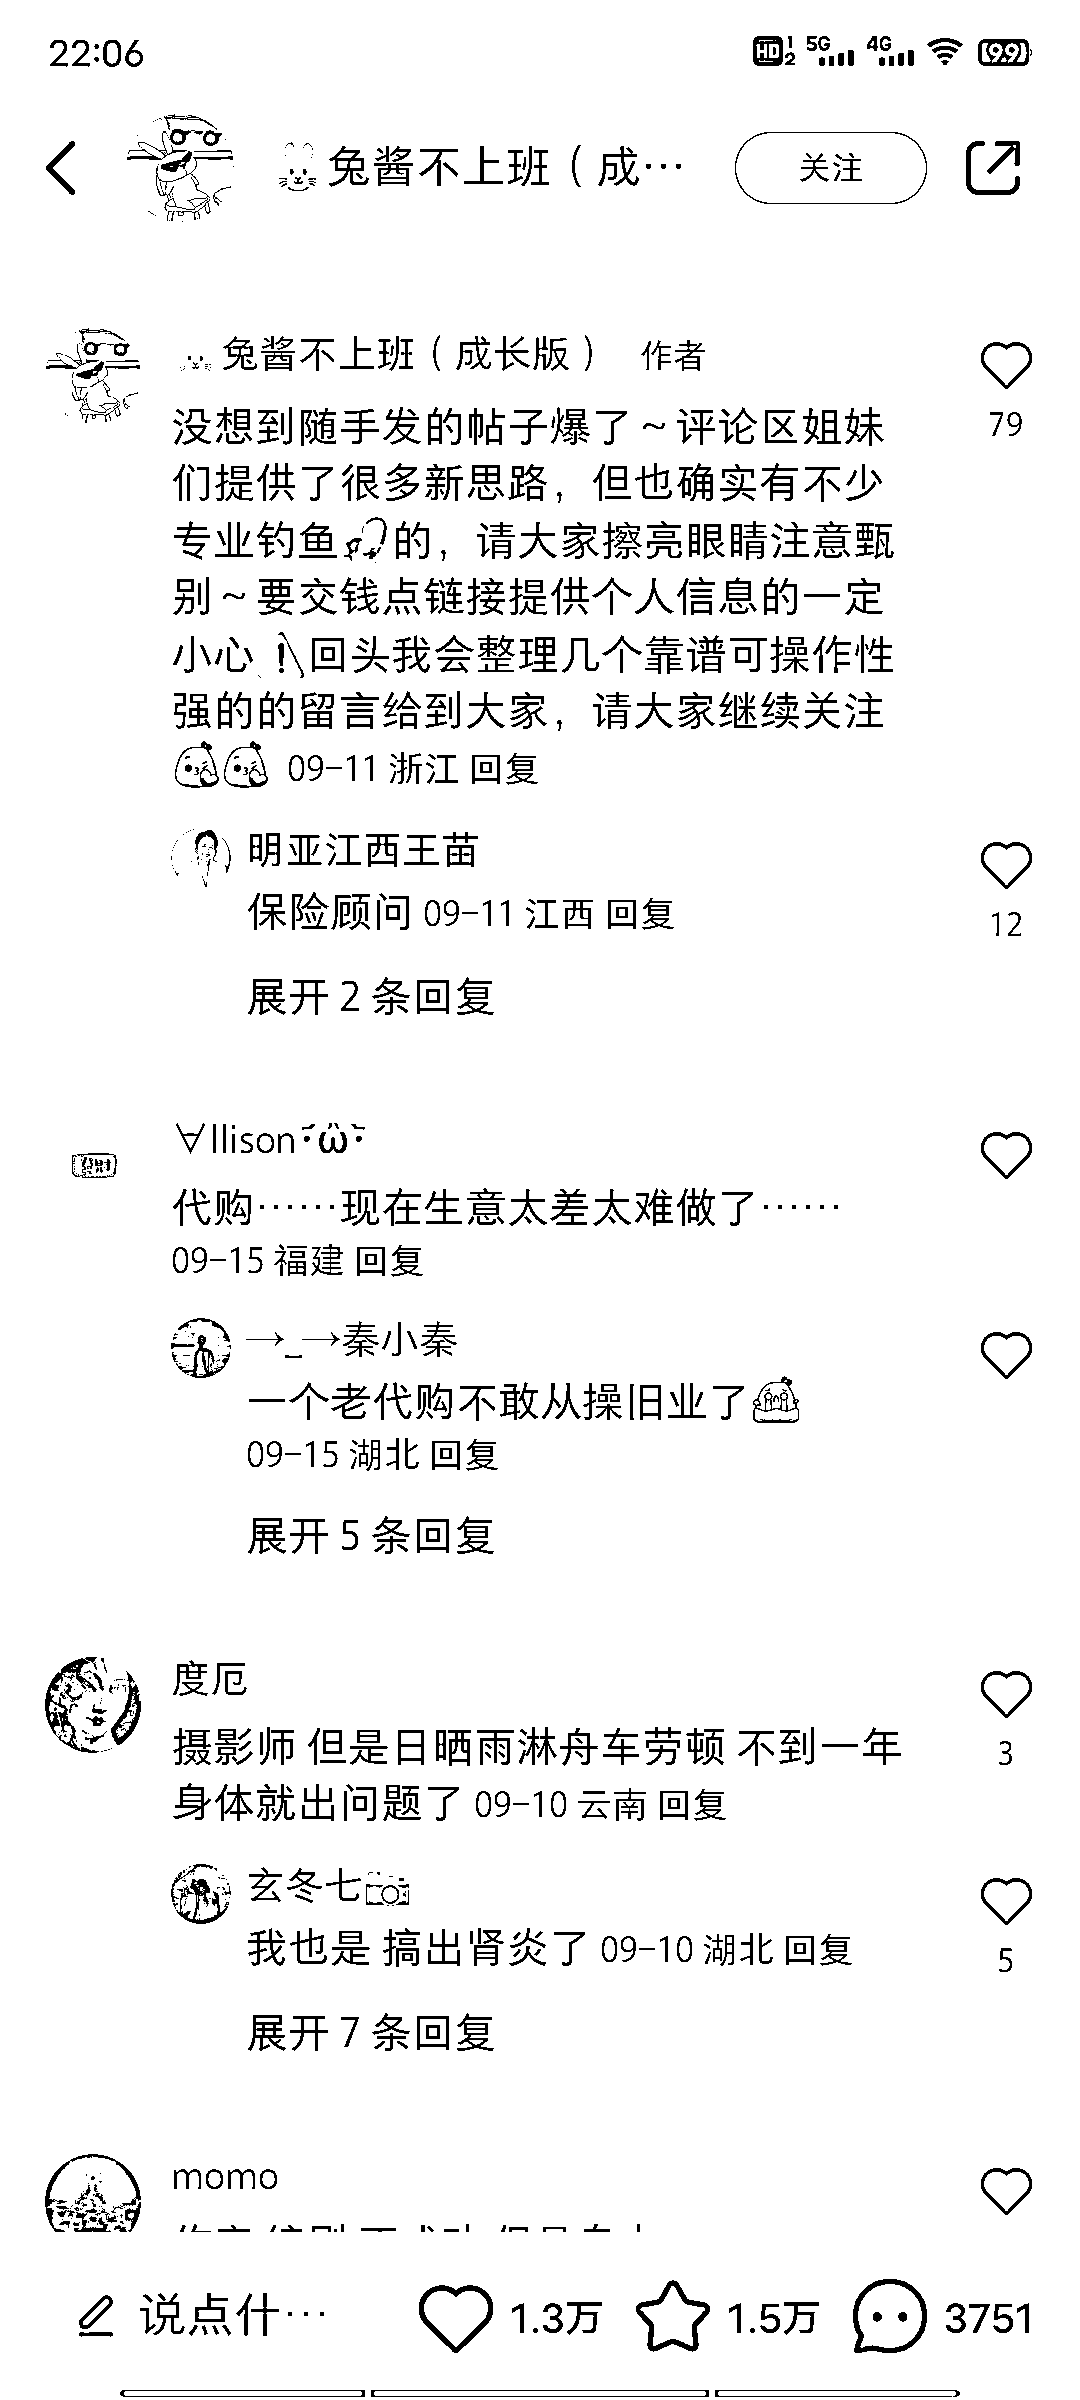 22:06
HD 1 2 5G 4G 99
兔酱不上班（成…
关注
兔酱不上班（成长版） 作者
没想到随手发的帖子爆了～评论区姐妹
79
们提供了很多新思路，但也确实有不少
专业钓鱼的，请大家擦亮眼睛注意甄
别～要交钱点链接提供个人信息的一定
小心回头我会整理几个靠谱可操作性
强的的留言给到大家，请大家继续关注
09-11 浙江 回复
明亚江西王苗
保险顾问 09-11 江西 回复
12
展开 2 条回复
∀llison･ω･
代购……现在生意太差太难做了……
09-15 福建 回复
→_→秦小秦
一个老代购不敢从操旧业了
09-15 湖北 回复
展开 5 条回复
度厄
摄影师 但是日晒雨淋舟车劳顿 不到一年
3
身体就出问题了 09-10 云南 回复
玄冬七
我也是 搞出肾炎了 09-10 湖北 回复
5
展开 7 条回复
momo
说点什… 1.3万 1.5万 3751